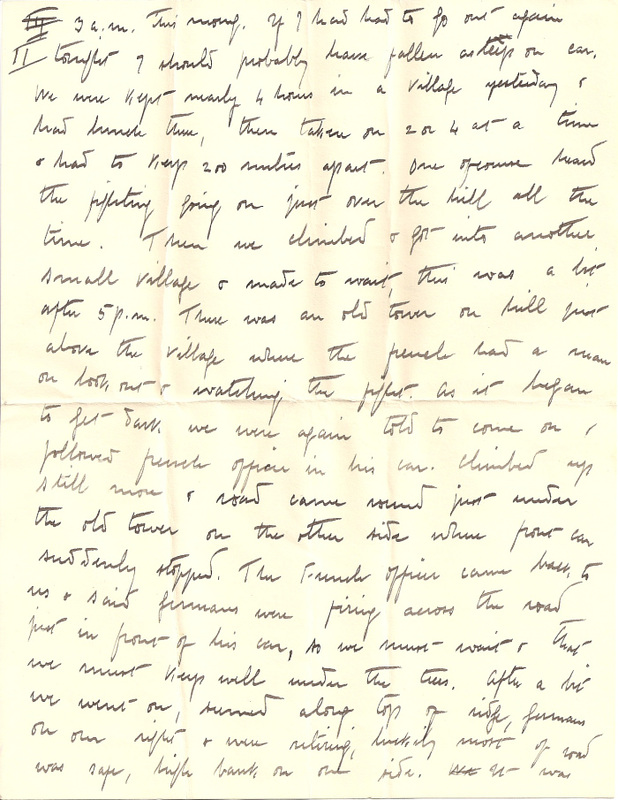 III 3 a.m. This morng. If I had had to go out again
II tonight I should probably have fallen asleep on car.
We were kept nearly 4 hours in a village yesterday &
had lunch there, then taken on 2 or 4 at a time
& had to keep 200 metres apart. One of course heard
the fighting going on just over the hill all the
time. Then we climbed & got into another
small village & made to wait, this was a bit
after 5 p.m. There was an old tower on hill just
above the village where the french had a man
on look out & watching the fight. As it began
to get dark we were again told to come on &
followed french officer in his car. Climbed up
still more & road came round just under
the old tower on the other side where front car
suddenly stopped. The French officer came back to
us & said germans were firing across the road
just in front of his car, so we must wait & that
we must keep well under the trees. After a bit
we went on, along top of ridge, germans
on our right & were retiring, luckily most of road
was safe, high bank on one side. It was